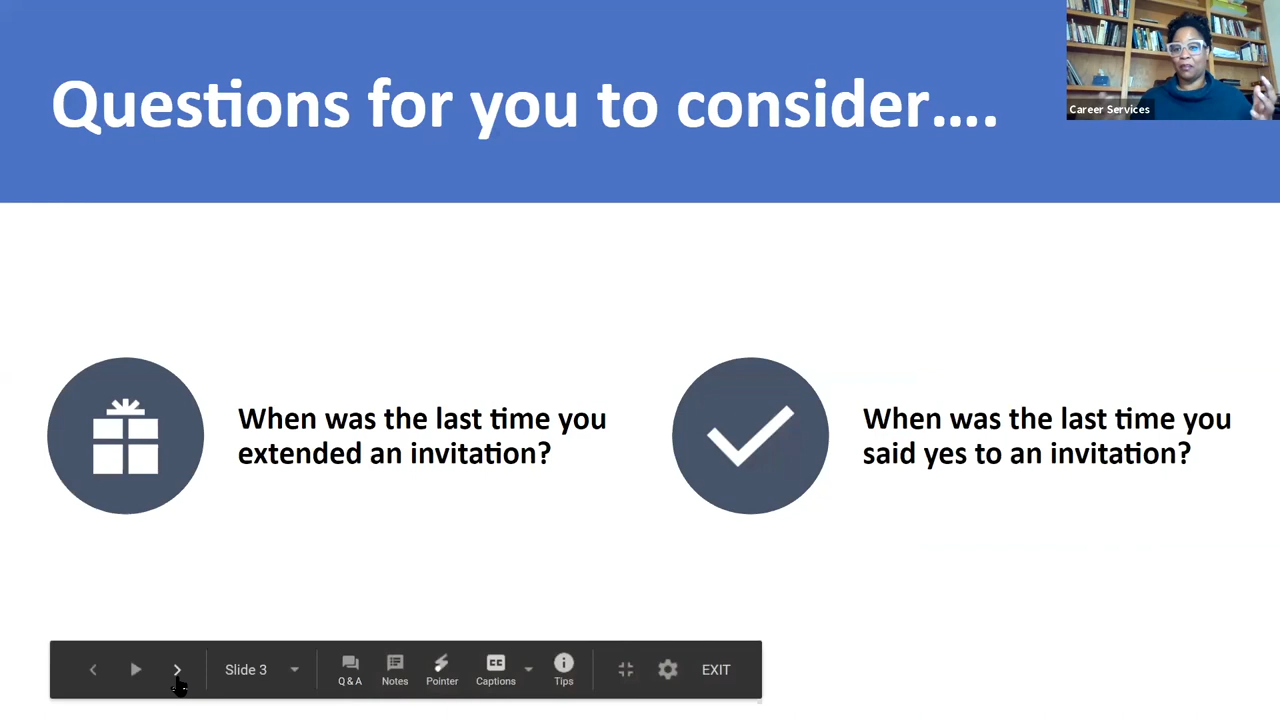 Questions for you to consider….
Career Services
When was the last time you
extended an invitation?
When was the last time you
said yes to an invitation?
Slide 3
Q & A
Notes
Pointer
CC
Captions
Tips
EXIT